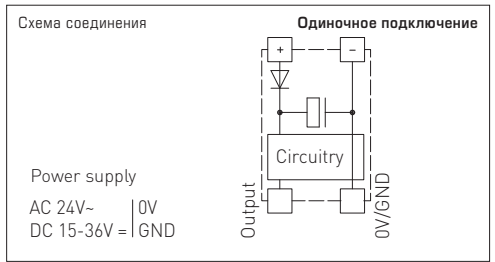 Схема соединения
Одиночное подключение
+ −
Circuitry
Power supply
AC 24V~ | 0V
DC 15-36V = | GND
Output
0V/GND